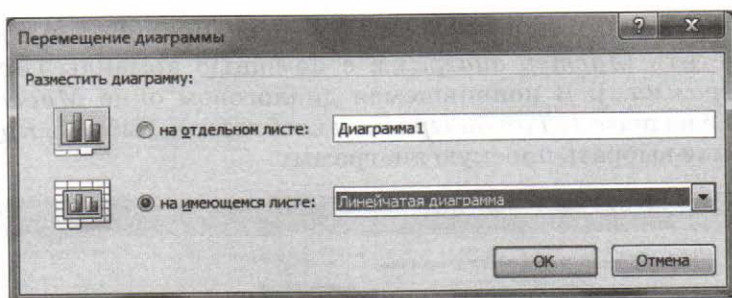 Перемещение диаграммы
Разместить диаграмму:
на отдельном листе: Диаграмма1
на имеющемся листе: Линейчатая диаграмма
ОК Отмена